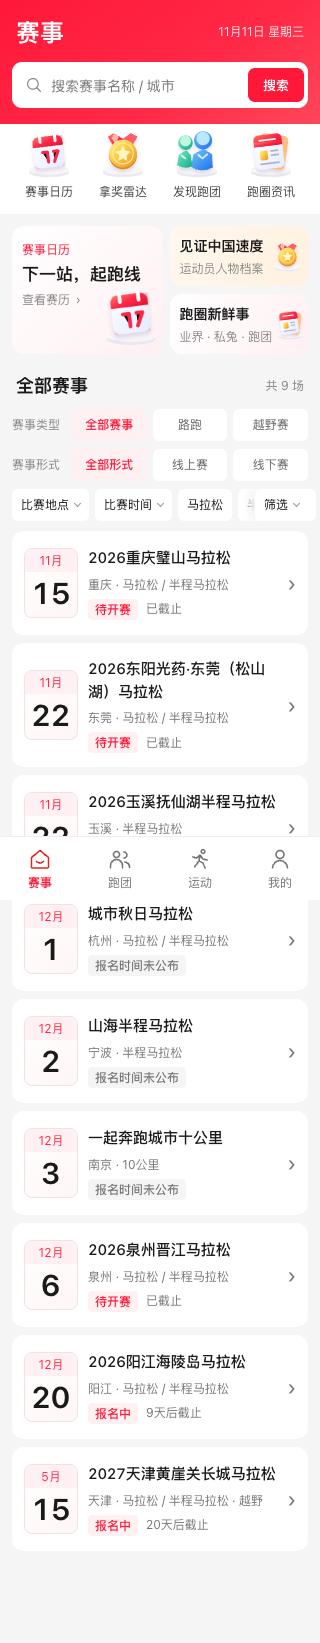 赛事
11月11日 星期三
搜索赛事名称 / 城市
搜索
赛事日历
拿奖雷达
发现跑团
跑圈资讯
赛事日历
下一站，起跑线
查看赛历 ›
见证中国速度
运动员人物档案
跑圈新鲜事
业界 · 私兔 · 跑团
全部赛事
共 9 场
赛事类型
全部赛事
路跑
越野赛
赛事形式
全部形式
线上赛
线下赛
比赛地点
比赛时间
马拉松
筛选
11月
15
2026重庆璧山马拉松
重庆 · 马拉松 / 半程马拉松
待开赛
已截止
11月
22
2026东阳光药·东莞（松山
湖）马拉松
东莞 · 马拉松 / 半程马拉松
待开赛
已截止
11月
22
2026玉溪抚仙湖半程马拉松
玉溪 · 半程马拉松
赛事
跑团
运动
我的
12月
1
城市秋日马拉松
杭州 · 马拉松 / 半程马拉松
报名时间未公布
12月
2
山海半程马拉松
宁波 · 半程马拉松
报名时间未公布
12月
3
一起奔跑城市十公里
南京 · 10公里
报名时间未公布
12月
6
2026泉州晋江马拉松
泉州 · 马拉松 / 半程马拉松
待开赛
已截止
12月
20
2026阳江海陵岛马拉松
阳江 · 马拉松 / 半程马拉松
报名中
9天后截止
5月
15
2027天津黄崖关长城马拉松
天津 · 马拉松 / 半程马拉松 · 越野
报名中
20天后截止